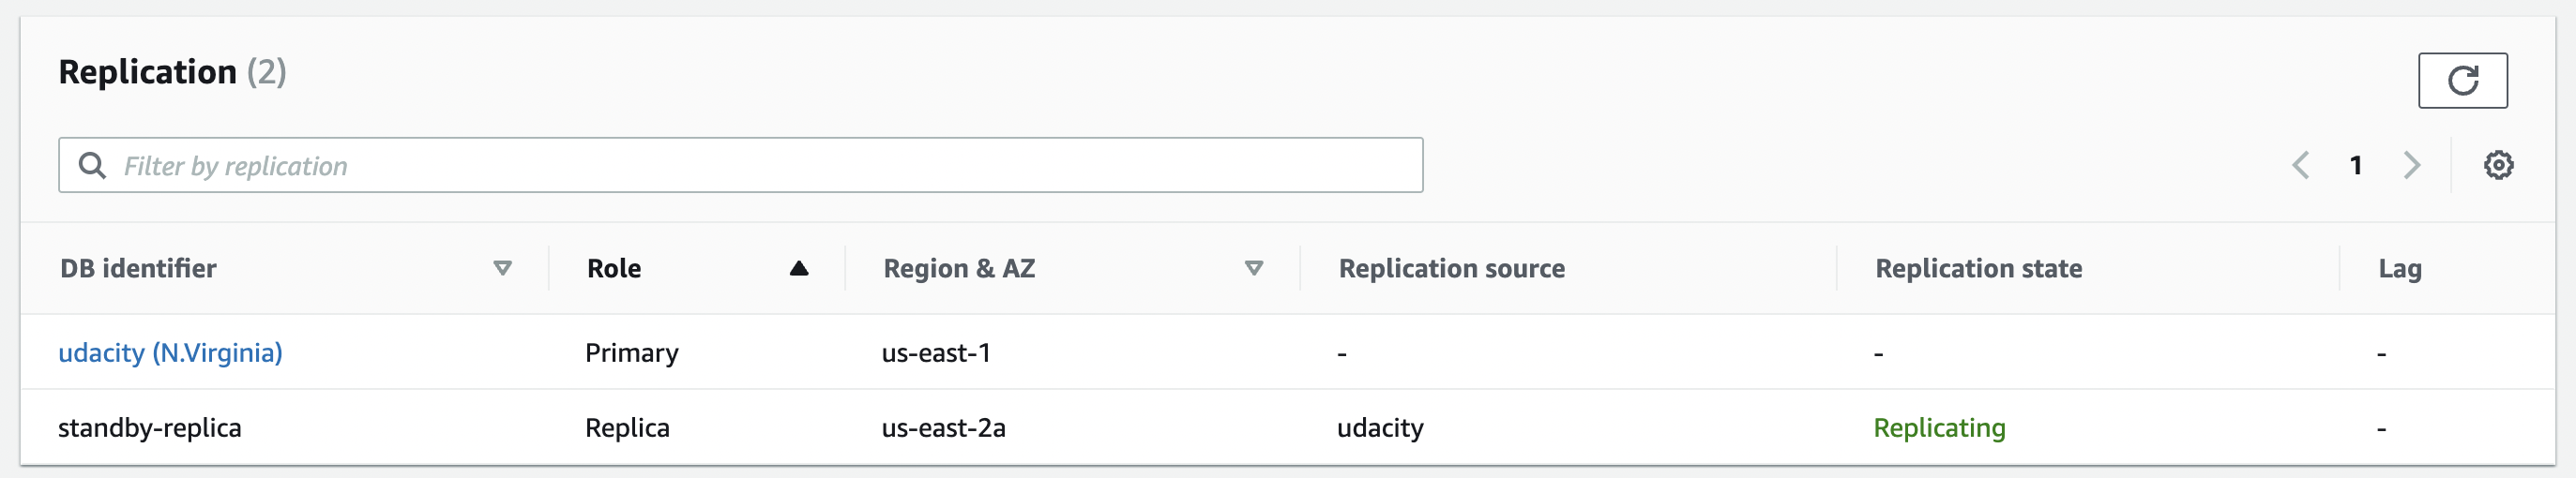 Replication (2)
Filter by replication
1
DB identifier Role Region & AZ Replication source Replication state Lag
udacity (N.Virginia) Primary us-east-1 - - -
standby-replica Replica us-east-2a udacity Replicating -